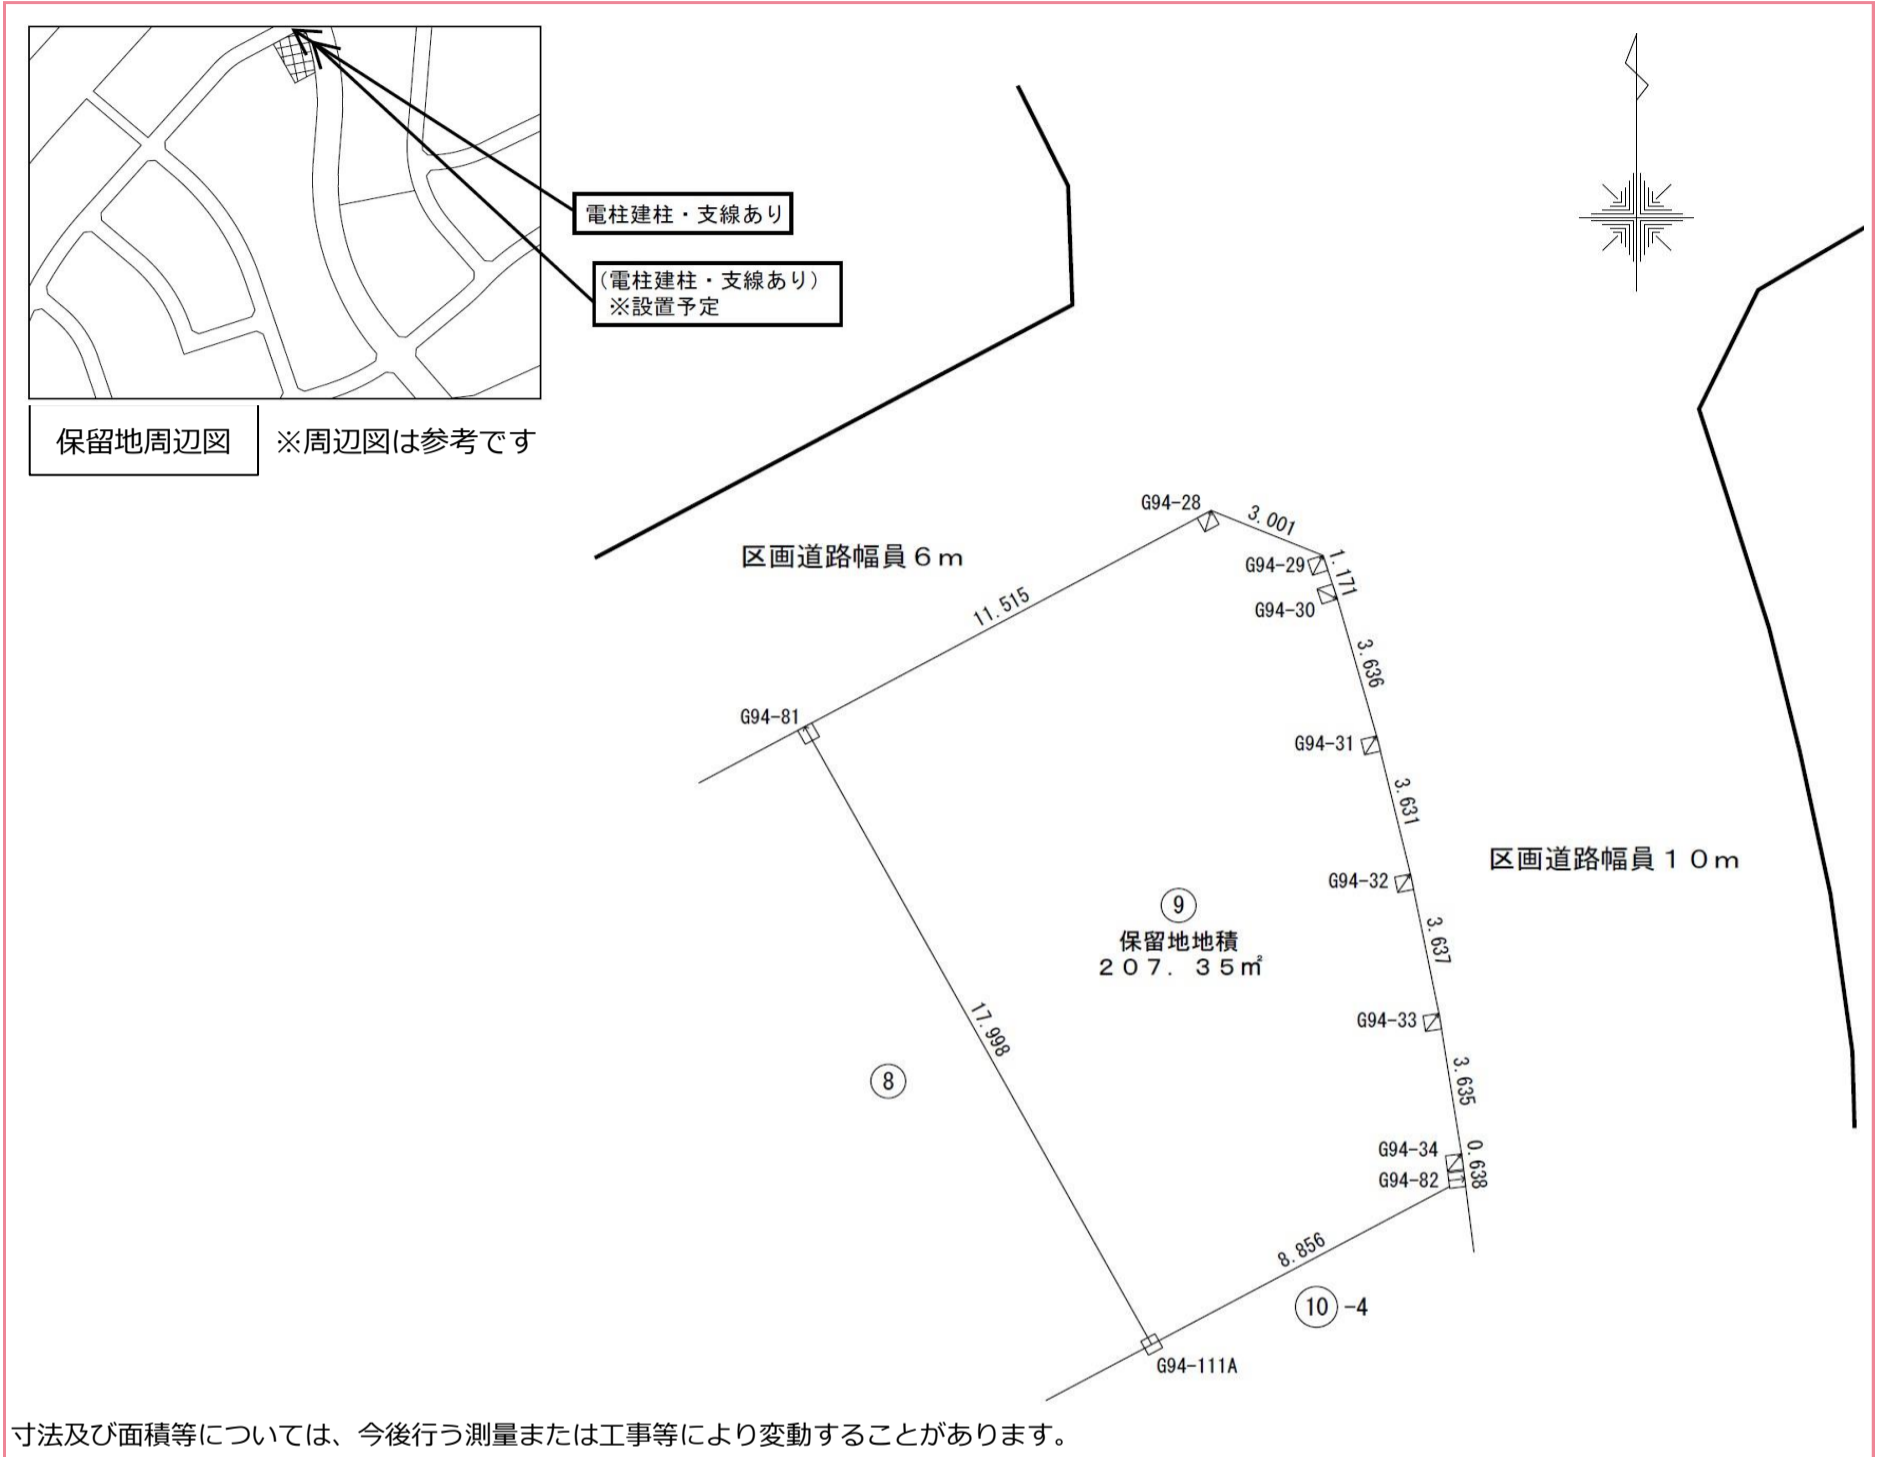 電柱建柱・支線あり
（電柱建柱・支線あり）
※設置予定
保留地周辺図
※周辺図は参考です
G94-28
3.001
区画道路幅員６ｍ
G94-29
1.171
11.515
G94-30
3.636
G94-81
G94-31
3.631
区画道路幅員１０ｍ
G94-32
⑨
3.637
保留地地積
２０７．３５㎡
17.998
G94-33
⑧
3.635
G94-34
0.638
G94-82
8.856
⑩-4
G94-111A
寸法及び面積等については、今後行う測量または工事等により変動することがあります。